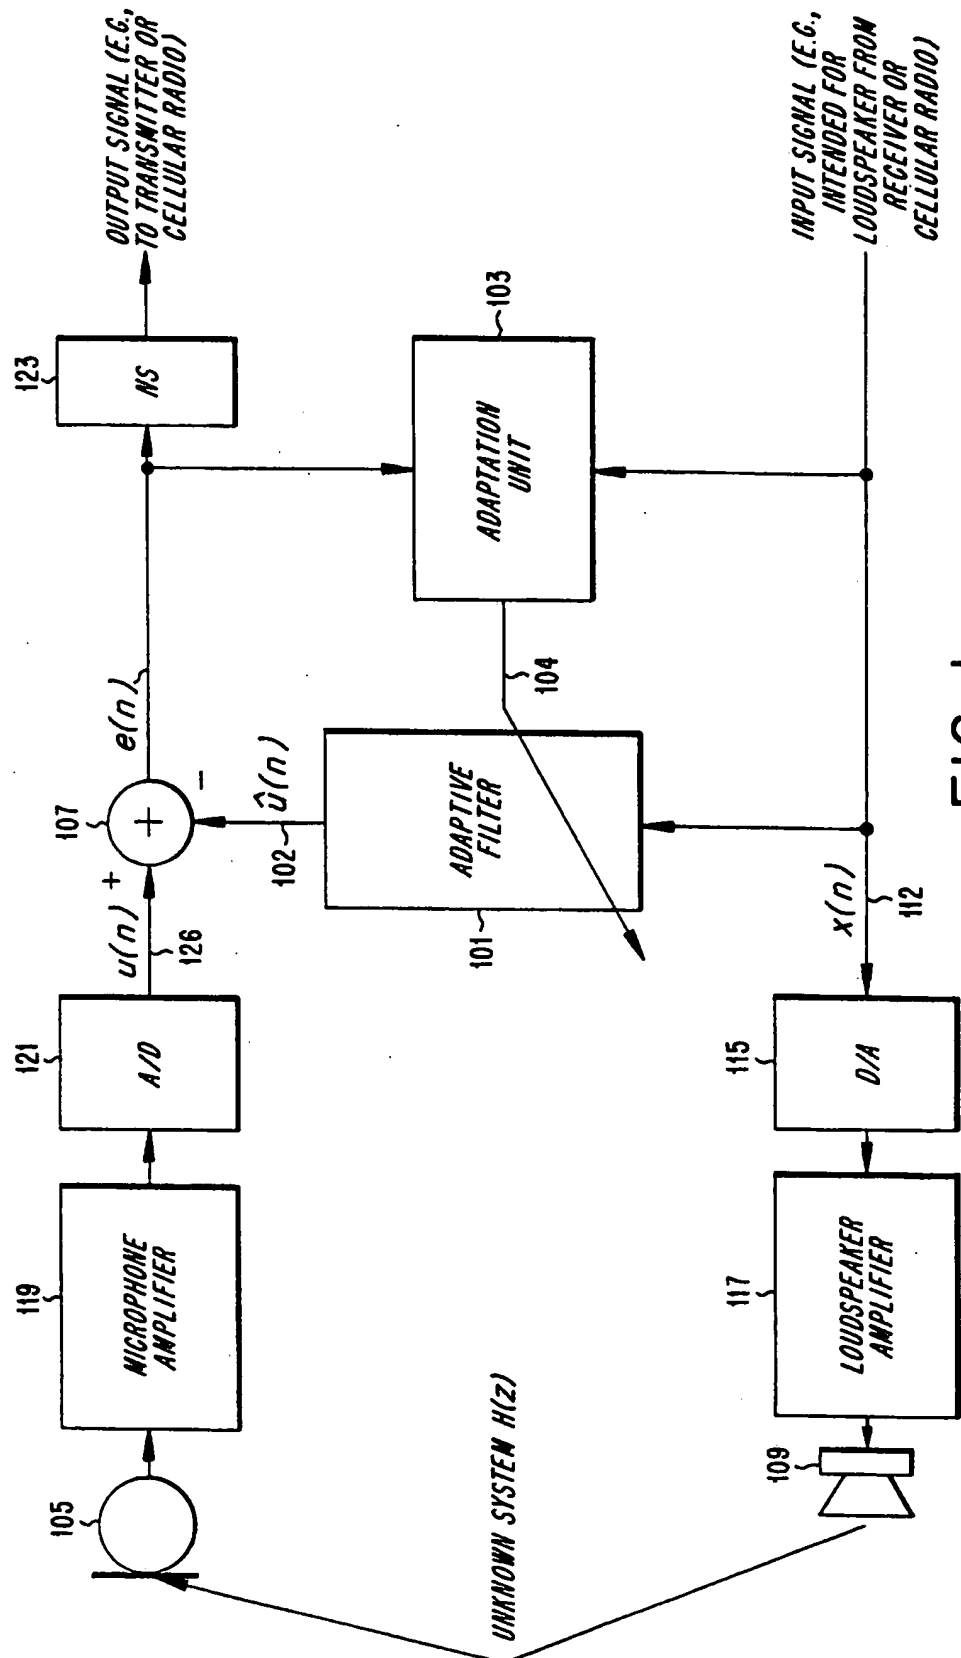 105
119
MICROPHONE
AMPLIFIER
121
A/D
u(n)
126
+
107
+
-
e(n)
123
NS
OUTPUT SIGNAL (E.G.,
TO TRANSMITTER OR
CELLULAR RADIO)
102
û(n)
101
ADAPTIVE
FILTER
104
ADAPTATION
UNIT
103
UNKNOWN SYSTEM H(z)
109
117
LOUDSPEAKER
AMPLIFIER
115
D/A
x(n)
112
INPUT SIGNAL (E.G.,
INTENDED FOR
LOUDSPEAKER FROM
RECEIVER OR
CELLULAR RADIO)